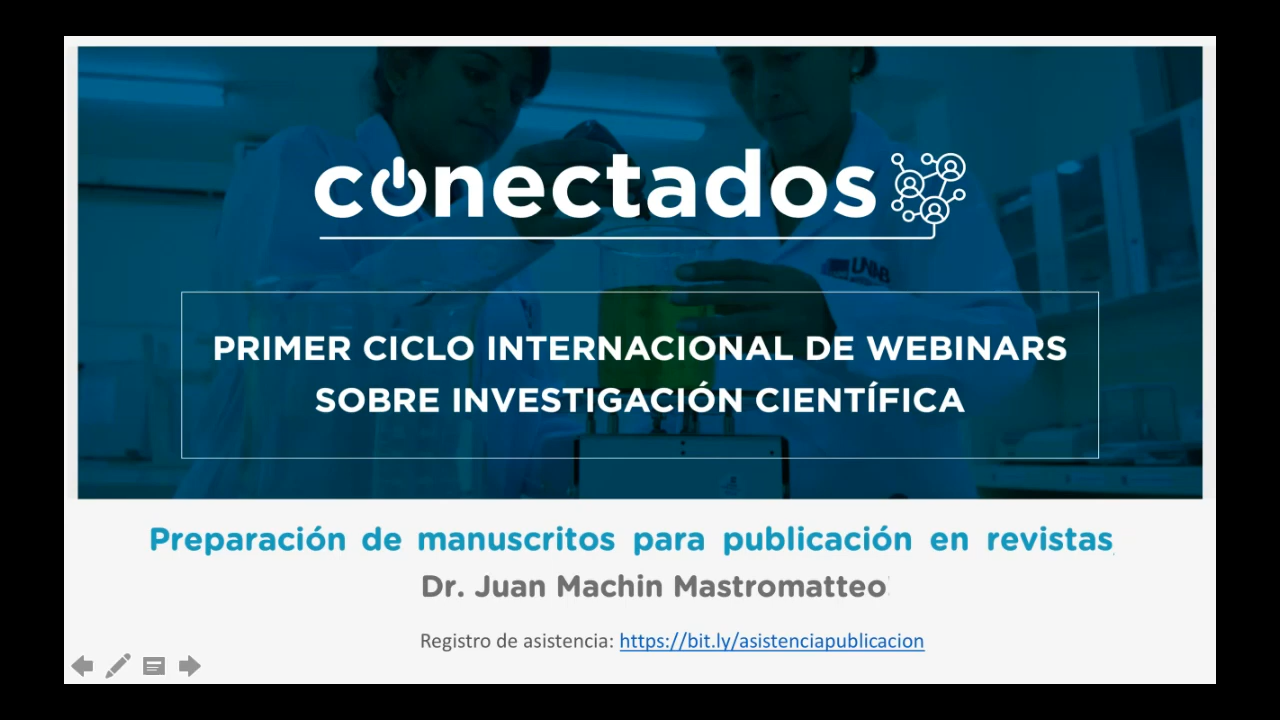 conectados
UNAB
PRIMER CICLO INTERNACIONAL DE WEBINARS
SOBRE INVESTIGACIÓN CIENTÍFICA
Preparación de manuscritos para publicación en revistas
Dr. Juan Machin Mastromatteo
Registro de asistencia: https://bit.ly/asistenciapublicacion